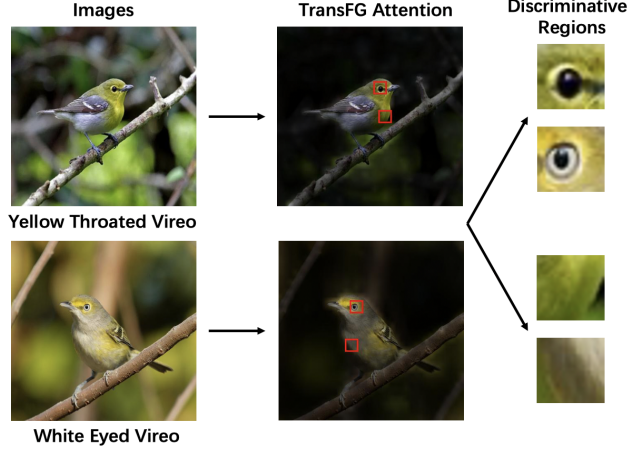 Images
TransFG Attention
Discriminative
Regions
Yellow Throated Vireo
White Eyed Vireo